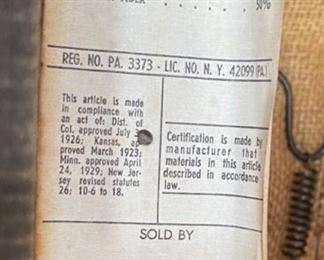 . . . . . . 50%
REG. NO. PA. 3373 - LIC. NO. N. Y. 42099 (PA.)
This article is made
in compliance with
an act of: Dist. of
Col. approved July 3,
1926; Kansas, ap-
proved March 1923;
Minn. approved April
24, 1929; New Jer-
sey revised statutes
26; 10-6 to 18.
Certification is made by
manufacturer that
materials in this article
described in accordance
law.
SOLD BY